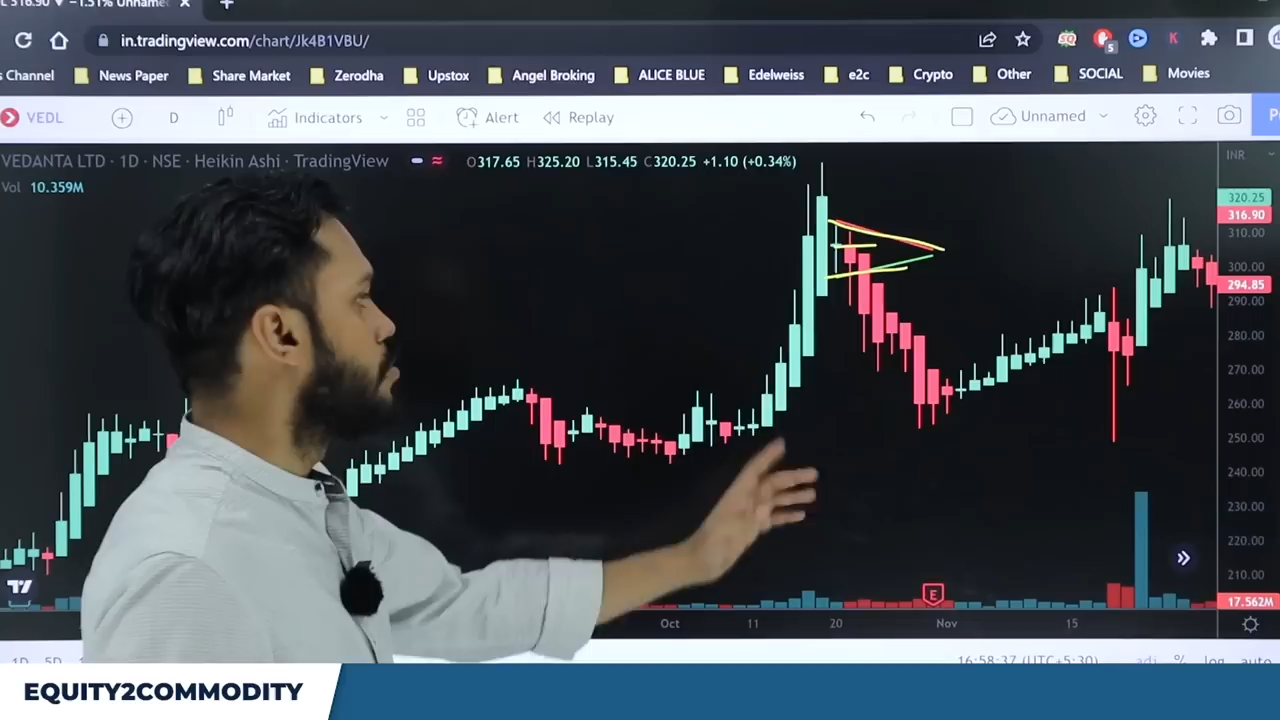 L 316.90 ▼ −1.51% Unname
in.tradingview.com/chart/Jk4B1VBU/
5
K
s Channel News Paper Share Market Zerodha Upstox Angel Broking ALICE BLUE Edelweiss e2c Crypto Other SOCIAL Movies
VEDL D Indicators Alert Replay Unnamed P
VEDANTA LTD · 1D · NSE · Heikin Ashi · TradingView O317.65 H325.20 L315.45 C320.25 +1.10 (+0.34%) INR
Vol 10.359M
320.25
316.90
310.00
300.00
294.85
290.00
280.00
270.00
260.00
250.00
240.00
230.00
220.00
210.00
17.562M
E
Oct 11 20 Nov 15
1D 5D 16:58:37 (UTC+5:30) adj % log auto
EQUITY2COMMODITY